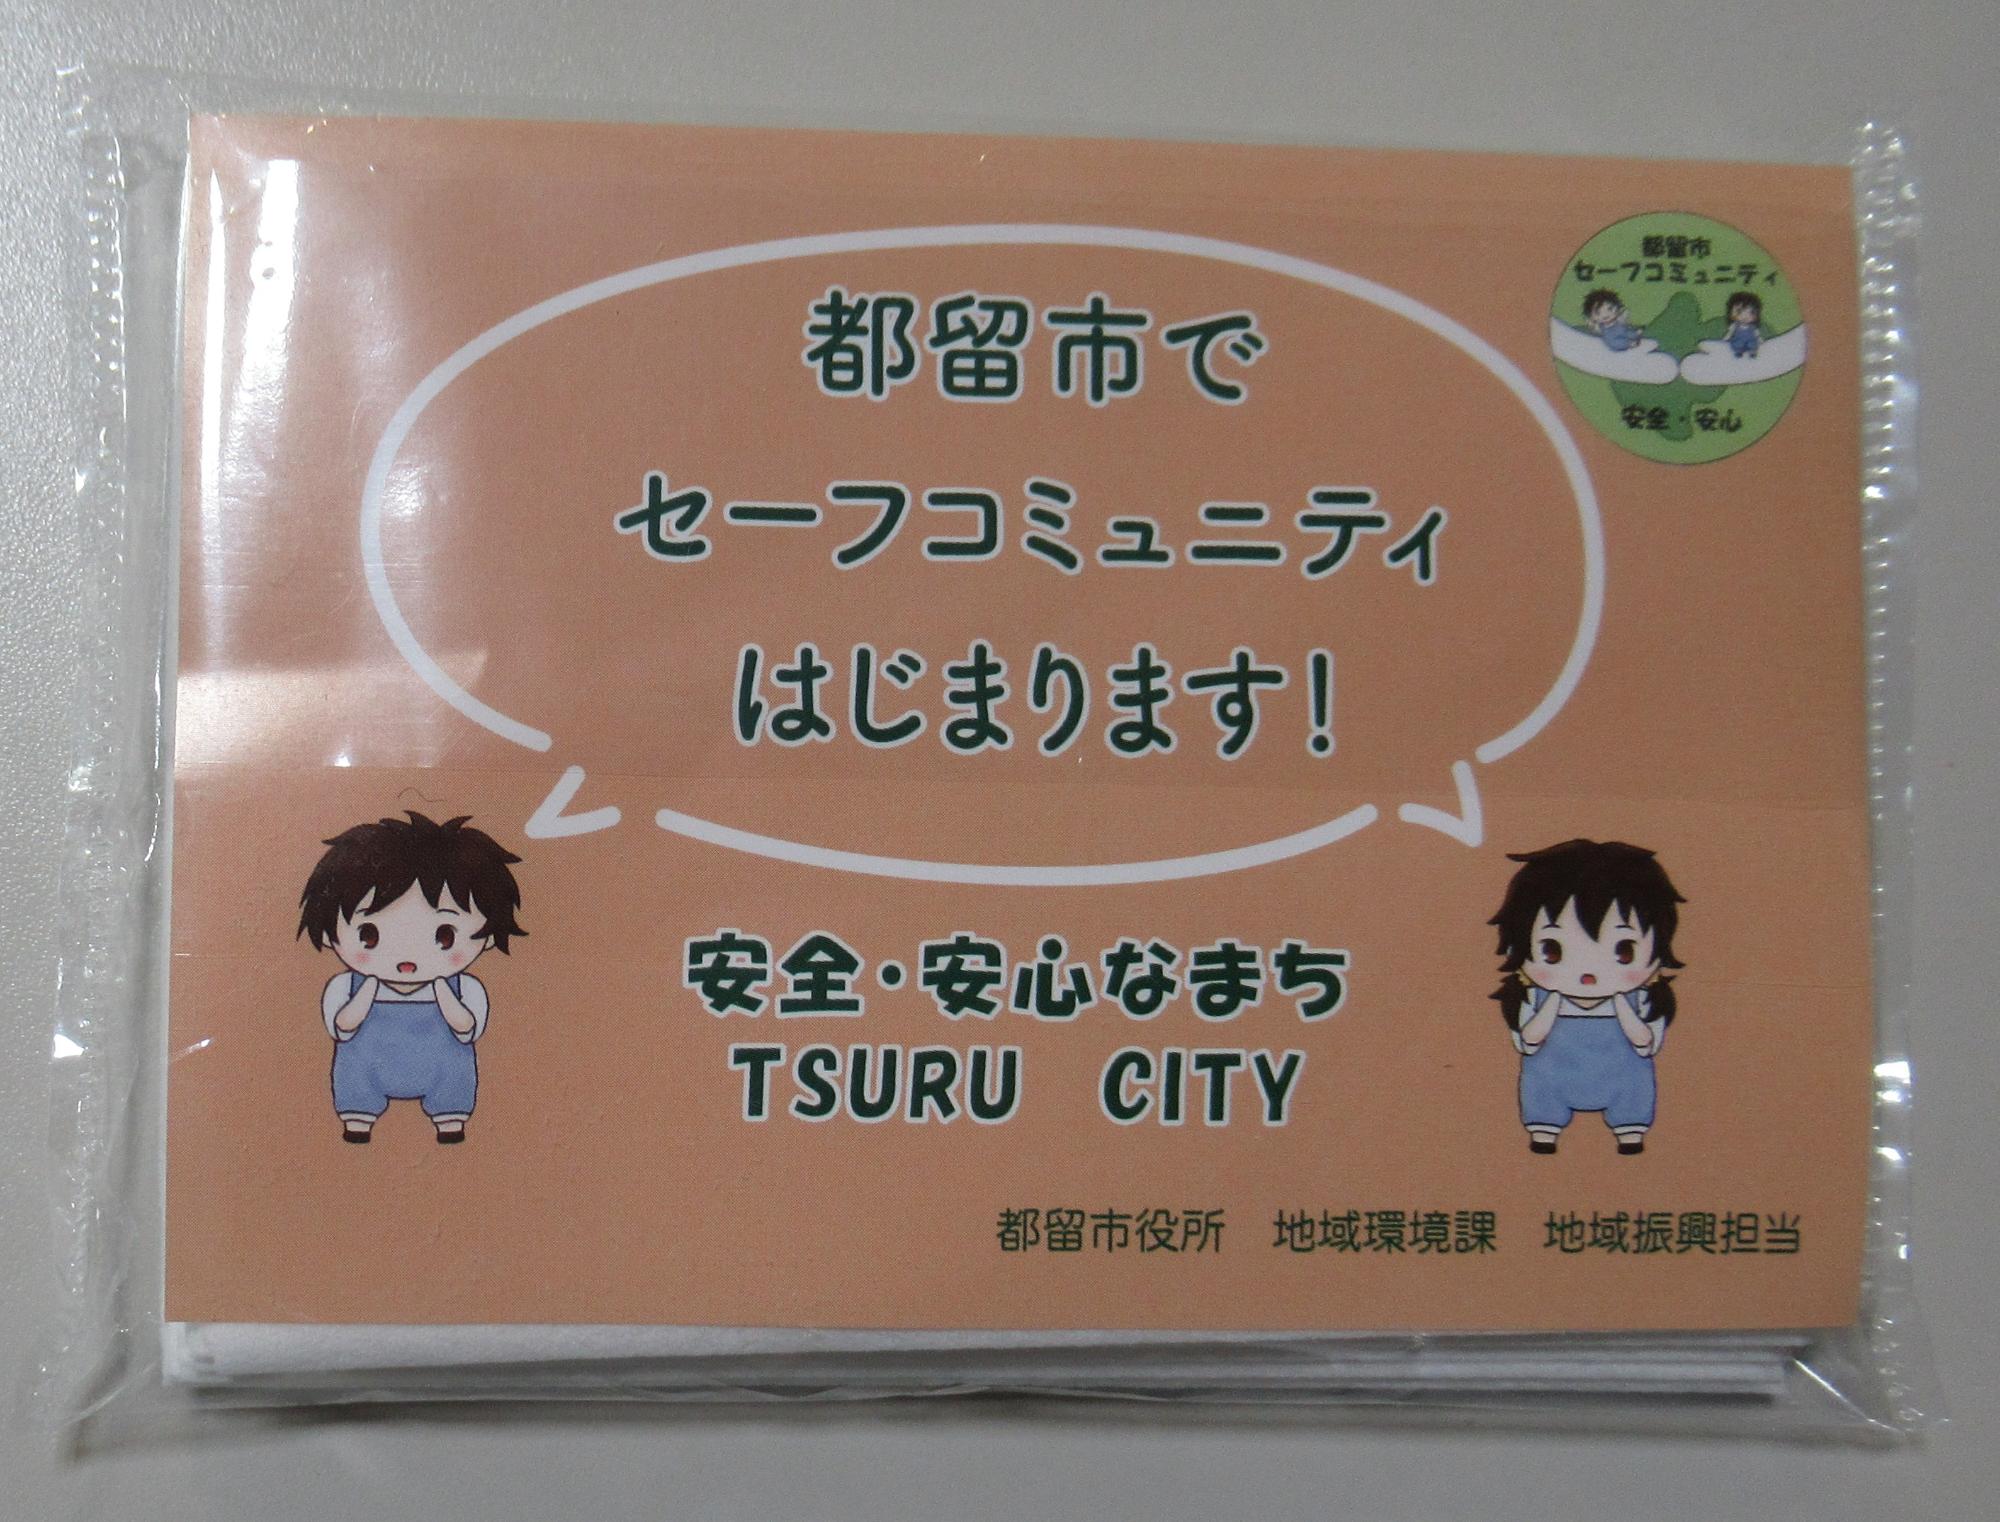 都留市で
セーフコミュニティ
はじまります!
都留市
セーフコミュニティ
安全・安心
安全・安心なまち
TSURU CITY
都留市役所 地域環境課 地域振興担当